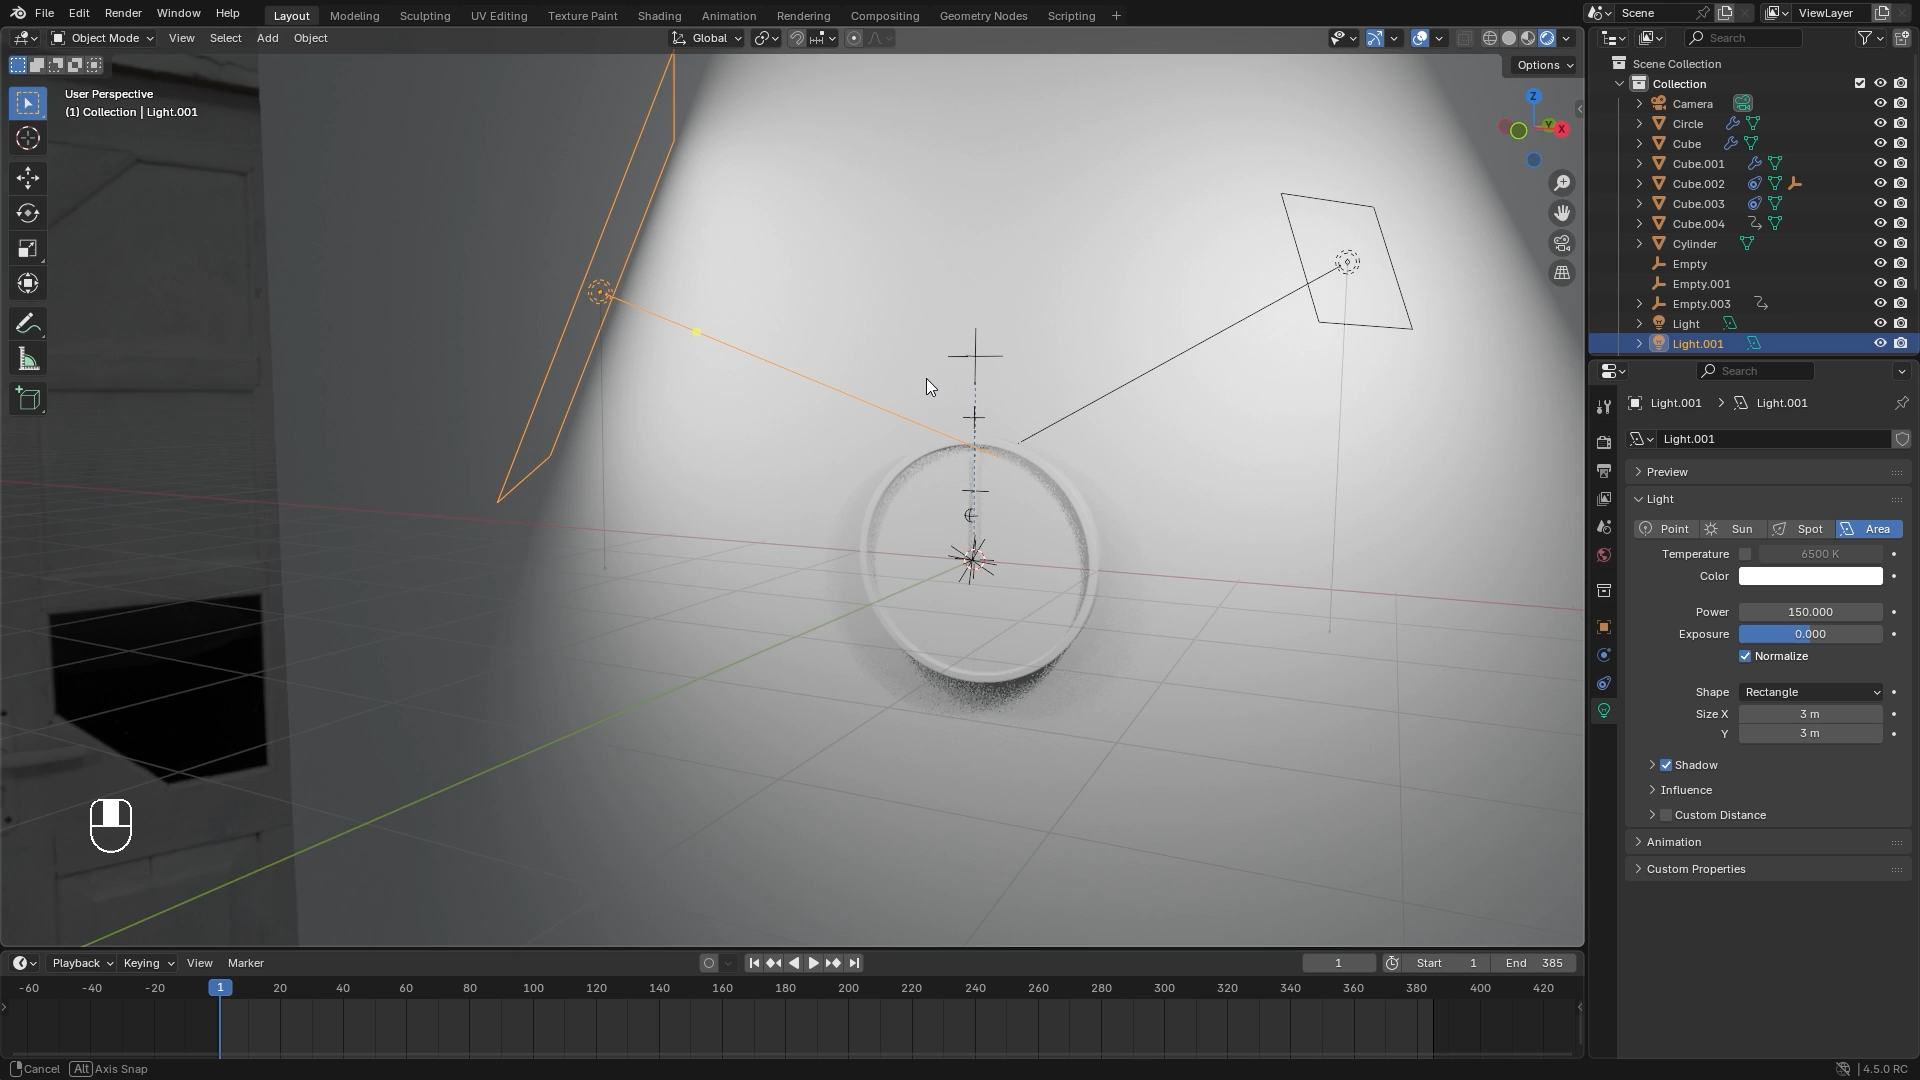 File Edit Render Window Help Layout Modeling Sculpting UV Editing Texture Paint Shading Animation Rendering Compositing Geometry Nodes Scripting Scene ViewLayer
Object Mode View Select Add Object Global Search
Options
User Perspective
(1) Collection | Light.001
Z
Y
X
Scene Collection
Collection
Camera
Circle
Cube
Cube.001
Cube.002
Cube.003
Cube.004
Cylinder
Empty
Empty.001
Empty.003
Light
Light.001
Search
Light.001 > Light.001
Light.001
Preview
Light
Point Sun Spot Area
Temperature 6500 K
Color
Power 150.000
Exposure 0.000
Normalize
Shape Rectangle
Size X 3 m
Y 3 m
Shadow
Influence
Custom Distance
Animation
Custom Properties
Playback Keying View Marker 1 Start 1 End 385
-60 -40 -20 1 20 40 60 80 100 120 140 160 180 200 220 240 260 280 300 320 340 360 380 400 420
Cancel Alt Axis Snap 4.5.0 RC